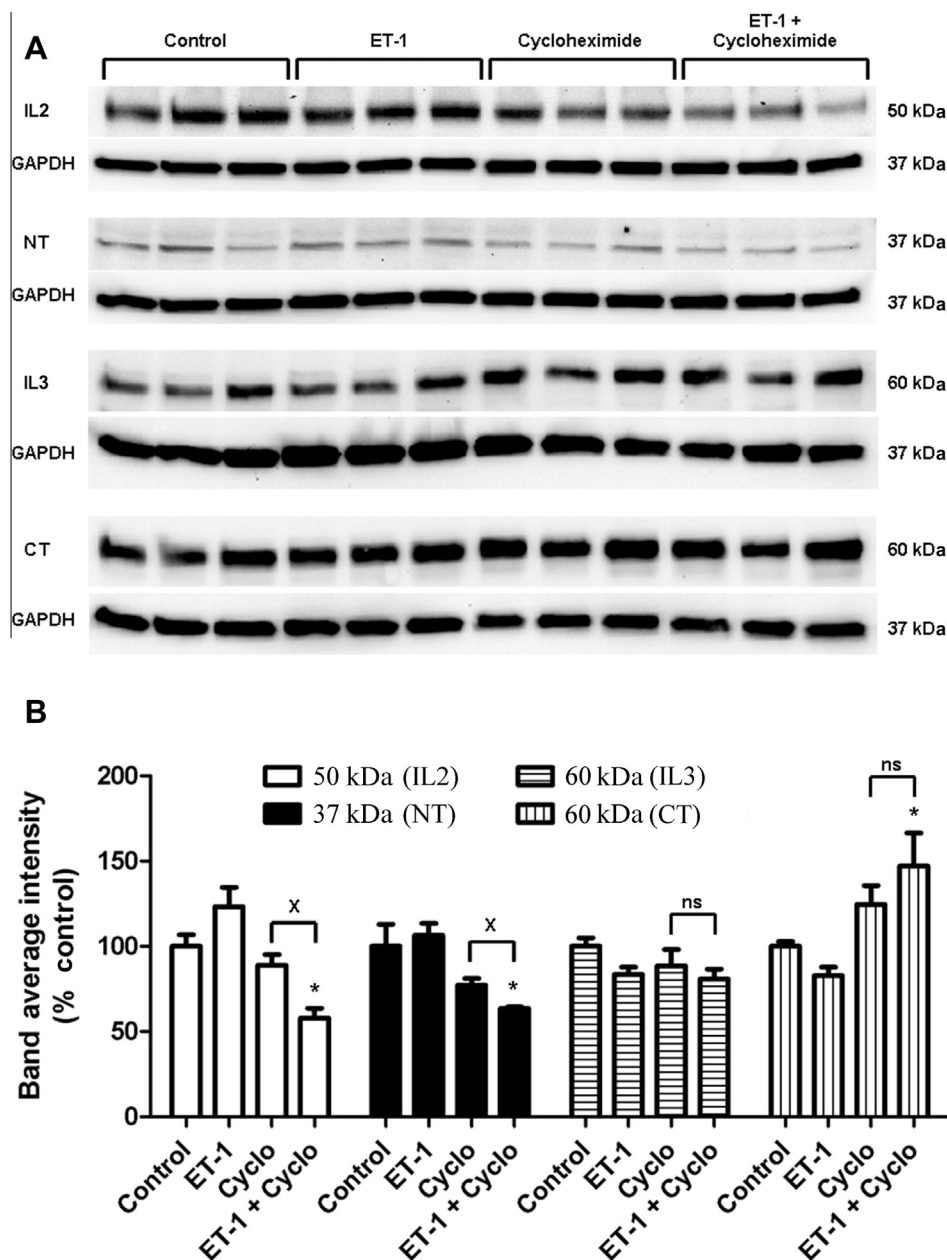 A
Control
ET-1
Cycloheximide
ET-1 +
Cycloheximide
IL2
50 kDa
GAPDH
37 kDa
NT
37 kDa
GAPDH
37 kDa
IL3
60 kDa
GAPDH
37 kDa
CT
60 kDa
GAPDH
37 kDa
B
Band average intensity
(% control)
200
150
100
50
0
50 kDa (IL2)
60 kDa (IL3)
37 kDa (NT)
60 kDa (CT)
X
*
X
*
ns
ns
*
Control
ET-1
Cyclo
ET-1 + Cyclo
Control
ET-1
Cyclo
ET-1 + Cyclo
Control
ET-1
Cyclo
ET-1 + Cyclo
Control
ET-1
Cyclo
ET-1 + Cyclo